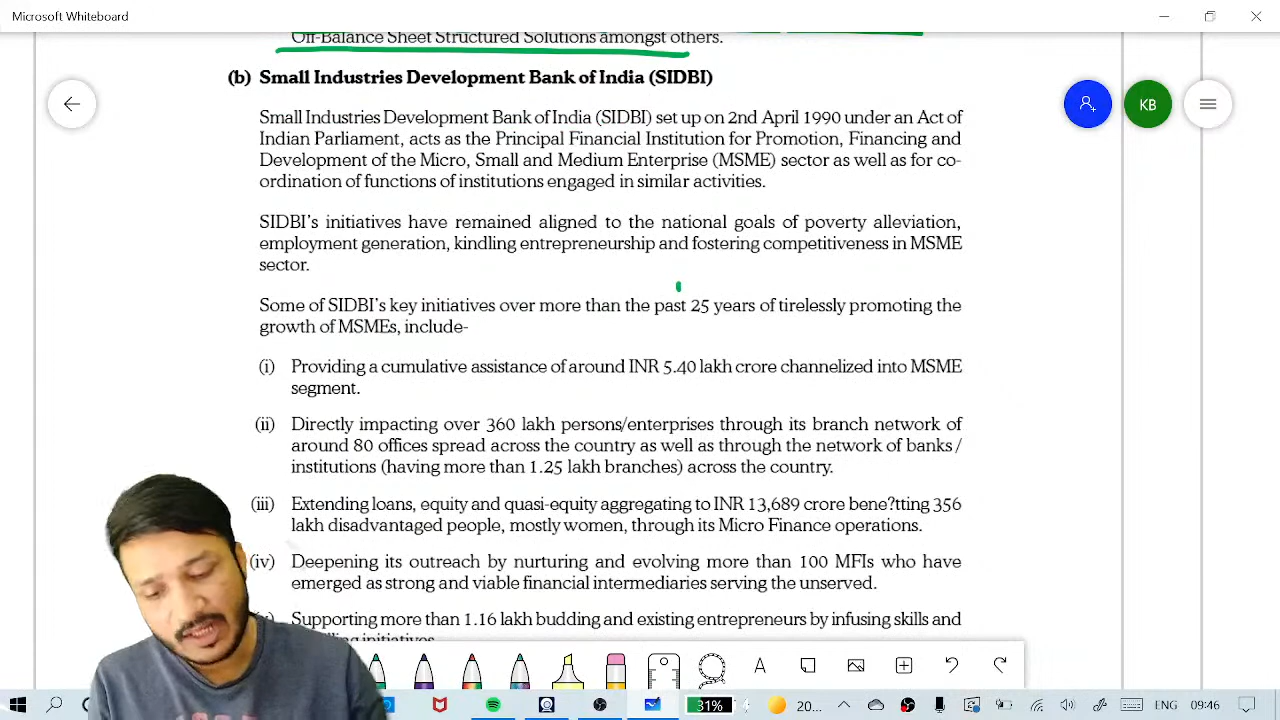 Microsoft Whiteboard
Off-Balance Sheet Structured Solutions amongst others.
(b) Small Industries Development Bank of India (SIDBI)
KB
Small Industries Development Bank of India (SIDBI) set up on 2nd April 1990 under an Act of
Indian Parliament, acts as the Principal Financial Institution for Promotion, Financing and
Development of the Micro, Small and Medium Enterprise (MSME) sector as well as for co-
ordination of functions of institutions engaged in similar activities.
SIDBI's initiatives have remained aligned to the national goals of poverty alleviation,
employment generation, kindling entrepreneurship and fostering competitiveness in MSME
sector.
Some of SIDBI's key initiatives over more than the past 25 years of tirelessly promoting the
growth of MSMEs, include-
(i) Providing a cumulative assistance of around INR 5.40 lakh crore channelized into MSME
segment.
(ii) Directly impacting over 360 lakh persons/enterprises through its branch network of
around 80 offices spread across the country as well as through the network of banks /
institutions (having more than 1.25 lakh branches) across the country.
(iii) Extending loans, equity and quasi-equity aggregating to INR 13,689 crore bene?tting 356
lakh disadvantaged people, mostly women, through its Micro Finance operations.
(iv) Deepening its outreach by nurturing and evolving more than 100 MFIs who have
emerged as strong and viable financial intermediaries serving the unserved.
Supporting more than 1.16 lakh budding and existing entrepreneurs by infusing skills and
initiatives
A
31%
20...
ENG
09:46